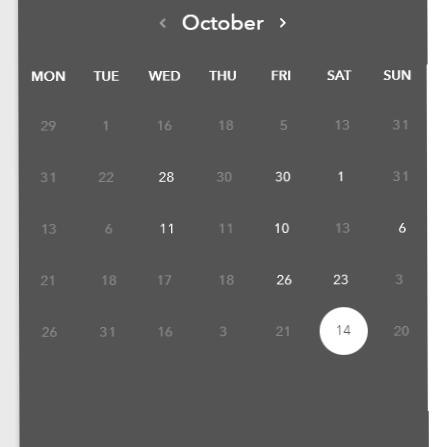 ‹ October ›
MON TUE WED THU FRI SAT SUN
29 1 16 18 5 13 31
31 22 28 30 30 1 31
13 6 11 11 10 13 6
21 18 17 18 26 23 3
26 31 16 3 21 14 20